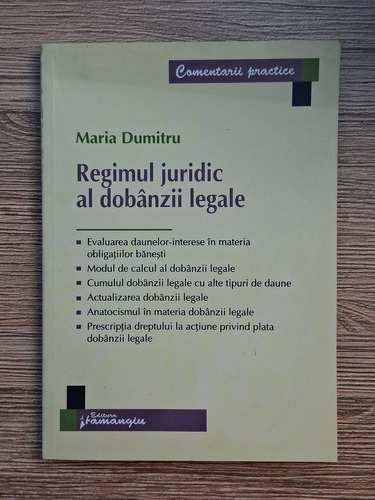 Comentarii practice
Maria Dumitru
Regimul juridic
al dobânzii legale
Evaluarea daunelor-interese în materia
obligațiilor bănești
Modul de calcul al dobânzii legale
Cumulul dobânzii legale cu alte tipuri de daune
Actualizarea dobânzii legale
Anatocismul în materia dobânzii legale
Prescripția dreptului la acțiune privind plata
dobânzii legale
Editura
Hamangiu